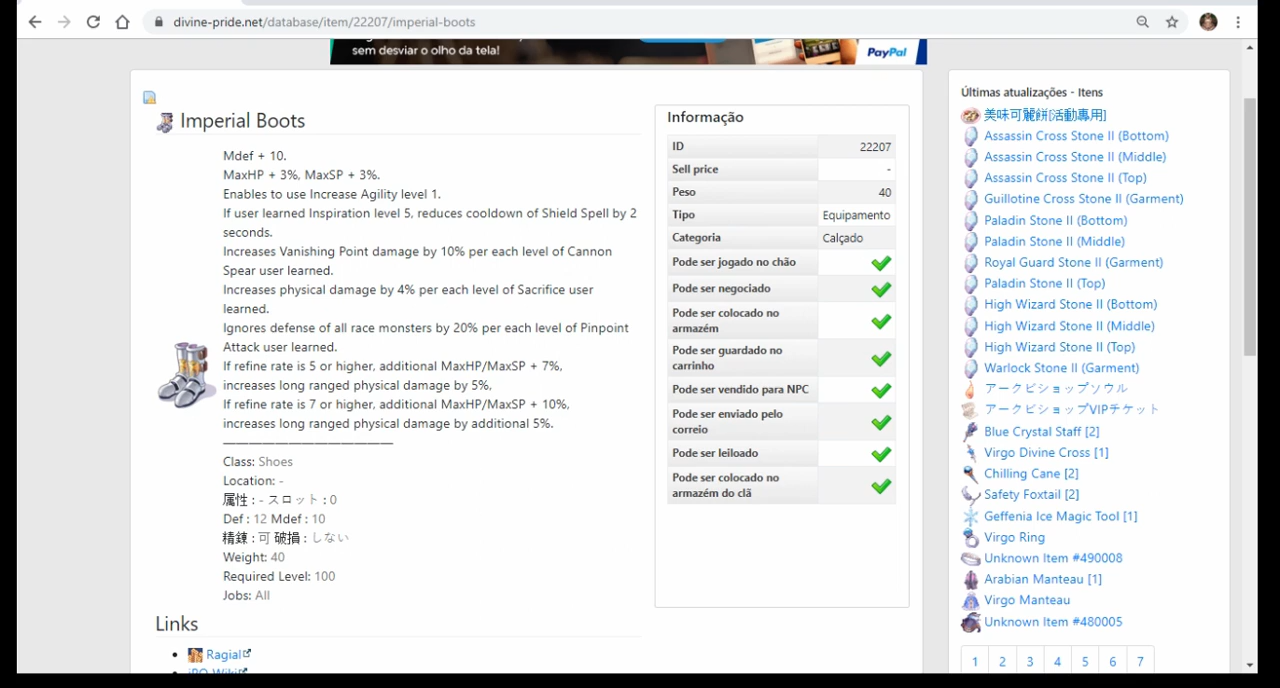 divine-pride.net/database/item/22207/imperial-boots
sem desviar o olho da tela!
PayPal
Imperial Boots
Mdef + 10.
MaxHP + 3%, MaxSP + 3%.
Enables to use Increase Agility level 1.
If user learned Inspiration level 5, reduces cooldown of Shield Spell by 2
seconds.
Increases Vanishing Point damage by 10% per each level of Cannon
Spear user learned.
Increases physical damage by 4% per each level of Sacrifice user
learned.
Ignores defense of all race monsters by 20% per each level of Pinpoint
Attack user learned.
If refine rate is 5 or higher, additional MaxHP/MaxSP + 7%,
increases long ranged physical damage by 5%.
If refine rate is 7 or higher, additional MaxHP/MaxSP + 10%,
increases long ranged physical damage by additional 5%.
―――――――――――――
Class: Shoes
Location: -
属性 : - スロット : 0
Def : 12 Mdef : 10
精錬 : 可 破損 : しない
Weight: 40
Required Level: 100
Jobs: All
Links
Ragial
Informação
ID 22207
Sell price -
Peso 40
Tipo Equipamento
Categoria Calçado
Pode ser jogado no chão
Pode ser negociado
Pode ser colocado no
armazém
Pode ser guardado no
carrinho
Pode ser vendido para NPC
Pode ser enviado pelo
correio
Pode ser leiloado
Pode ser colocado no
armazém do clã
Últimas atualizações - Itens
美味可麗餅[活動專用]
Assassin Cross Stone II (Bottom)
Assassin Cross Stone II (Middle)
Assassin Cross Stone II (Top)
Guillotine Cross Stone II (Garment)
Paladin Stone II (Bottom)
Paladin Stone II (Middle)
Royal Guard Stone II (Garment)
Paladin Stone II (Top)
High Wizard Stone II (Bottom)
High Wizard Stone II (Middle)
High Wizard Stone II (Top)
Warlock Stone II (Garment)
アークビショップソウル
アークビショップVIPチケット
Blue Crystal Staff [2]
Virgo Divine Cross [1]
Chilling Cane [2]
Safety Foxtail [2]
Geffenia Ice Magic Tool [1]
Virgo Ring
Unknown Item #490008
Arabian Manteau [1]
Virgo Manteau
Unknown Item #480005
1 2 3 4 5 6 7